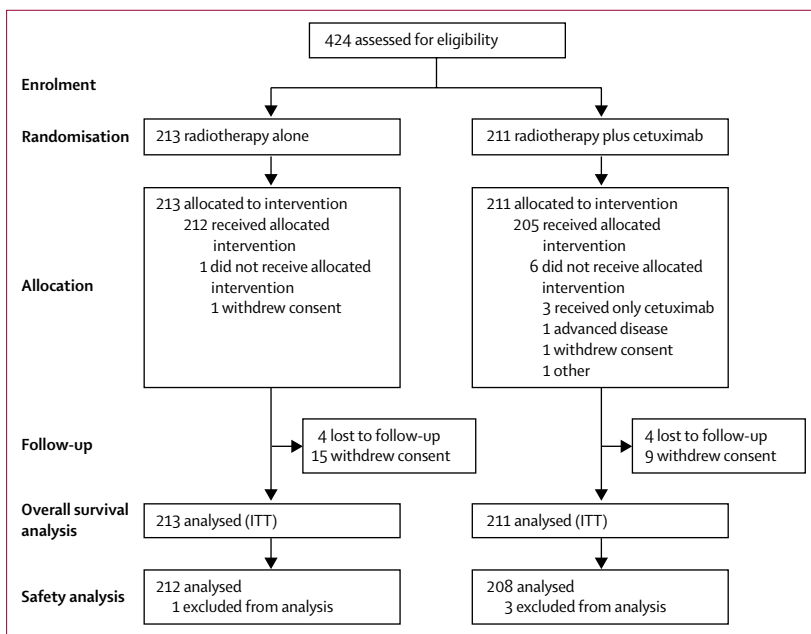 424 assessed for eligibility
Enrolment
Randomisation
213 radiotherapy alone
211 radiotherapy plus cetuximab
Allocation
213 allocated to intervention
212 received allocated
intervention
1 did not receive allocated
intervention
1 withdrew consent
211 allocated to intervention
205 received allocated
intervention
6 did not receive allocated
intervention
3 received only cetuximab
1 advanced disease
1 withdrew consent
1 other
Follow-up
4 lost to follow-up
15 withdrew consent
4 lost to follow-up
9 withdrew consent
Overall survival
analysis
213 analysed (ITT)
211 analysed (ITT)
Safety analysis
212 analysed
1 excluded from analysis
208 analysed
3 excluded from analysis